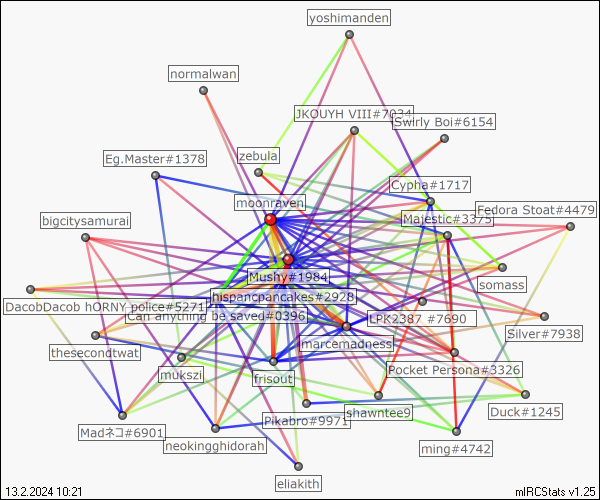 yoshimanden
normalwan
JKOUYH VIII#7034
Swirly Boi#6154
zebula
Eg.Master#1378
Cypha#1717
moonraven
Fedora Stoat#4479
Majestic#3375
bigcitysamurai
Mushy#1984
somass
hispancpancakes#2928
DacobDacob hORNY police#5271
Can anything be saved#0396
LPK2387 #7690
Silver#7938
marcemadness
thesecondtwat
Pocket Persona#3326
mukszi
frisout
shawntee9
Duck#1245
Pikabro#9971
Madネコ#6901
neokingghidorah
ming#4742
eliakith
13.2.2024 10:21
mIRCStats v1.25